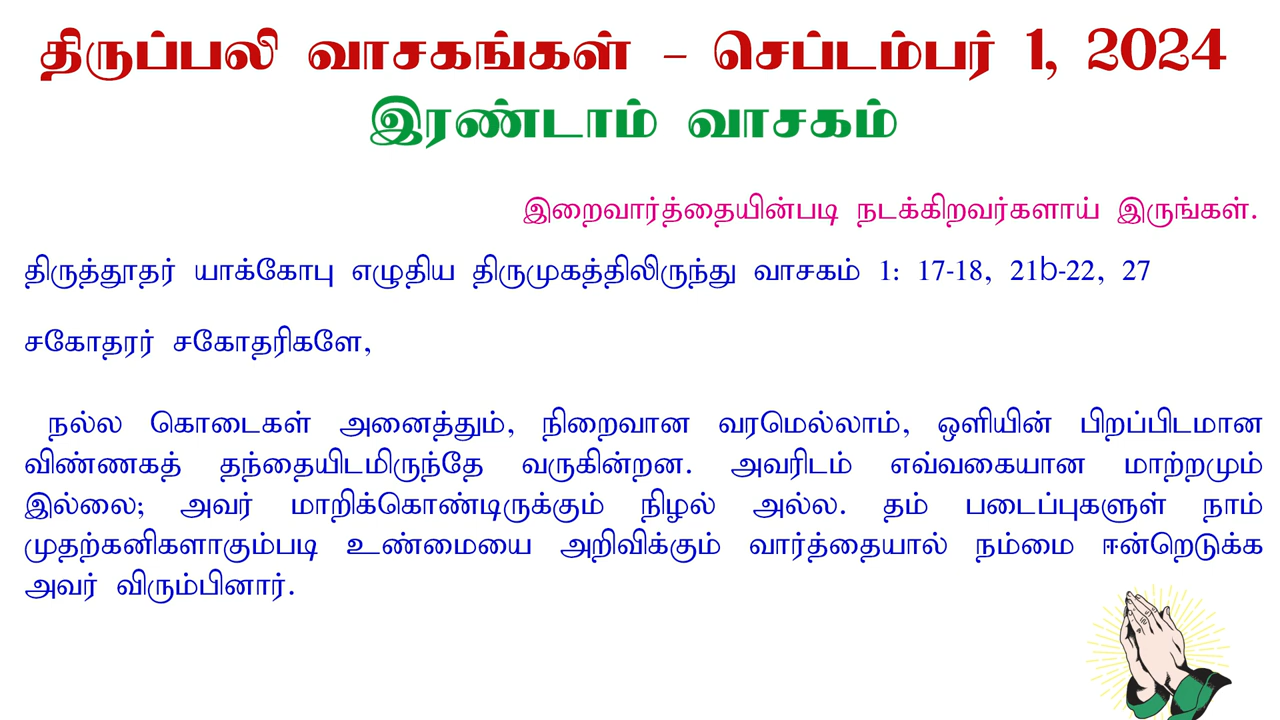 திருப்பலி வாசகங்கள் – செப்டம்பர் 1, 2024
இரண்டாம் வாசகம்
இறைவார்த்தையின்படி நடக்கிறவர்களாய் இருங்கள்.
திருத்தூதர் யாக்கோபு எழுதிய திருமுகத்திலிருந்து வாசகம் 1: 17-18, 21b-22, 27
சகோதரர் சகோதரிகளே,
நல்ல கொடைகள் அனைத்தும், நிறைவான வரமெல்லாம், ஒளியின் பிறப்பிடமான
விண்ணகத் தந்தையிடமிருந்தே வருகின்றன. அவரிடம் எவ்வகையான மாற்றமும்
இல்லை; அவர் மாறிக்கொண்டிருக்கும் நிழல் அல்ல. தம் படைப்புகளுள் நாம்
முதற்கனிகளாகும்படி உண்மையை அறிவிக்கும் வார்த்தையால் நம்மை ஈன்றெடுக்க
அவர் விரும்பினார்.